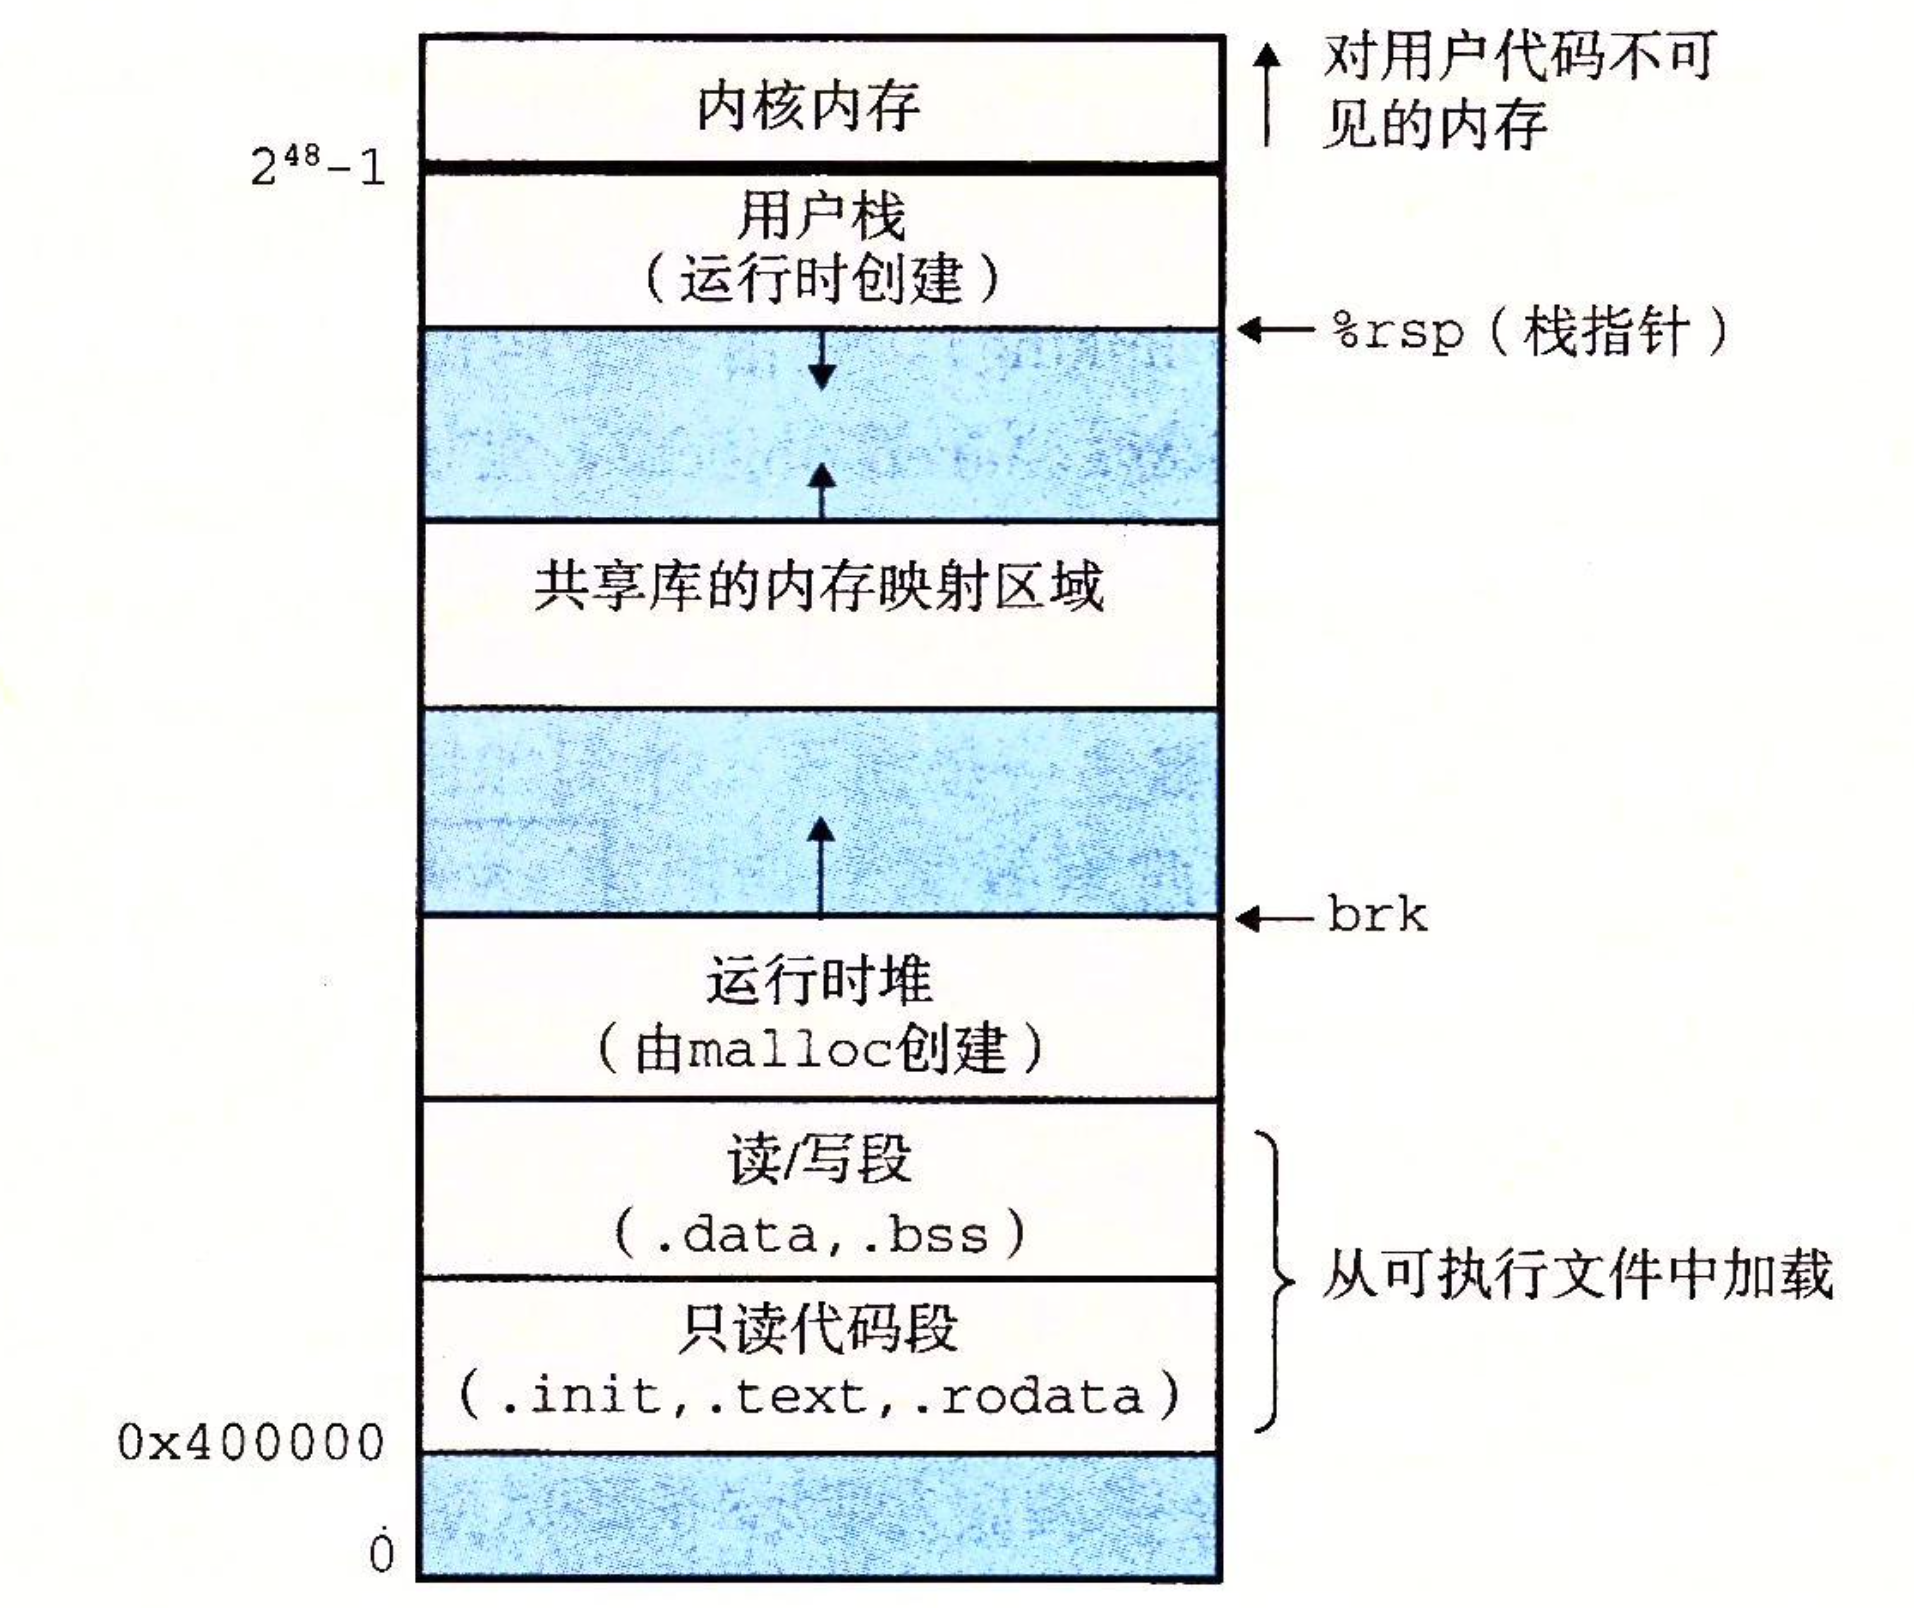 内核内存
对用户代码不可
见的内存
2⁴⁸-1
用户栈
（运行时创建）
%rsp（栈指针）
共享库的内存映射区域
brk
运行时堆
（由malloc创建）
读/写段
（.data,.bss）
从可执行文件中加载
只读代码段
（.init,.text,.rodata）
0x400000
0